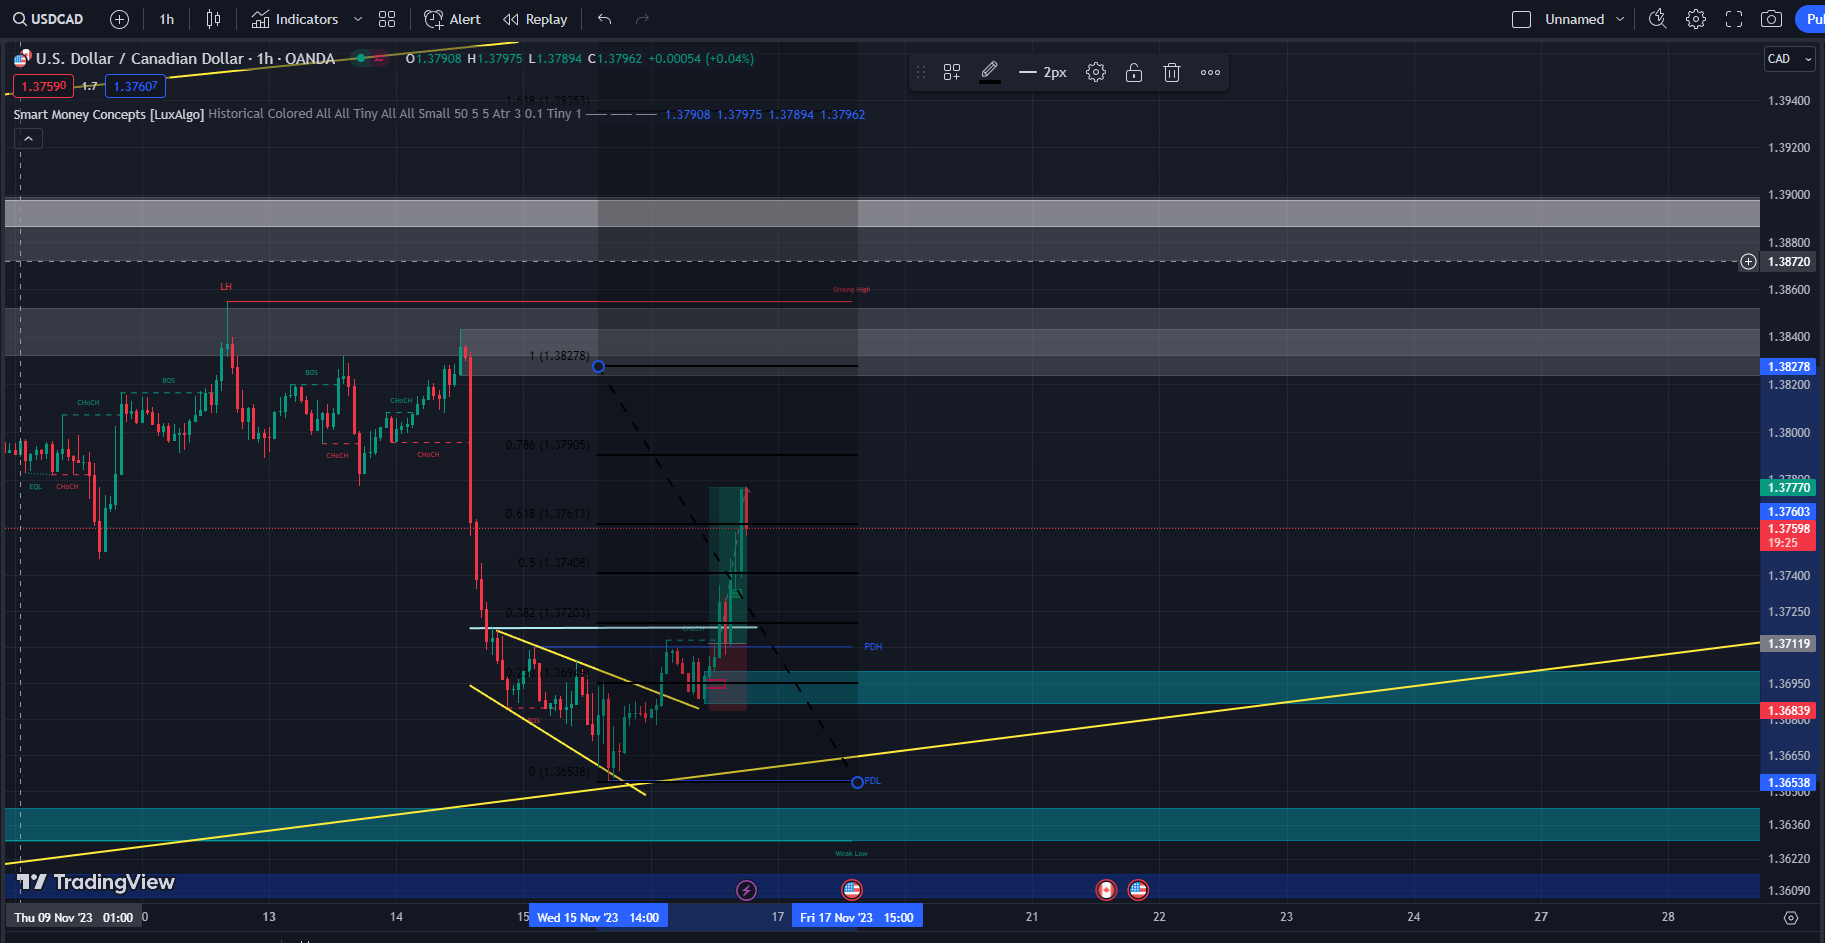 USDCAD 1h Indicators Alert Replay Unnamed
U.S. Dollar / Canadian Dollar · 1h · OANDA O1.37908 H1.37975 L1.37894 C1.37962 +0.00054 (+0.04%) 2px CAD
1.37590 1.7 1.37607
1.618 (1.39353) 1.39400
Smart Money Concepts [LuxAlgo] Historical Colored All All Tiny All All Small 50 5 5 Atr 3 0.1 Tiny 1 1.37908 1.37975 1.37894 1.37962
1.39200
1.39000
1.38800
1.38720
LH Strong High 1.38600
1.38400
1 (1.38278) 1.38278
BOS BOS 1.38200
CHoCH CHoCH
0.786 (1.37905) 1.38000
CHoCH CHoCH
EQL CHoCH 1.37770
0.618 (1.37613) 1.37603
1.37598
19:25
0.5 (1.37408) 1.37400
0.382 (1.37203) 1.37250
CHoCH
PDH 1.37119
1.36950
BOS 1.36839
1.36800
1.36650
0 (1.36538) PDL 1.36538
1.36500
1.36360
Weak Low 1.36220
TradingView 1.36090
Thu 09 Nov '23 01:00 0 13 14 15 Wed 15 Nov '23 14:00 17 Fri 17 Nov '23 15:00 21 22 23 24 27 28